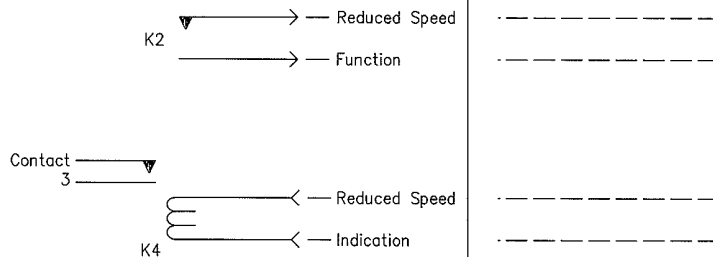 Reduced Speed
K2
Function
Contact
3
Reduced Speed
Indication
K4